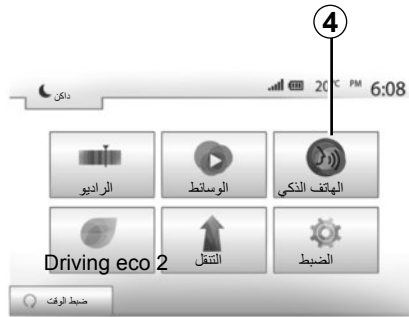 4
داكن 20°C PM 6:08
الراديو الوسائط الهاتف الذكي
Driving eco 2 التنقل الضبط
ضبط الوقت